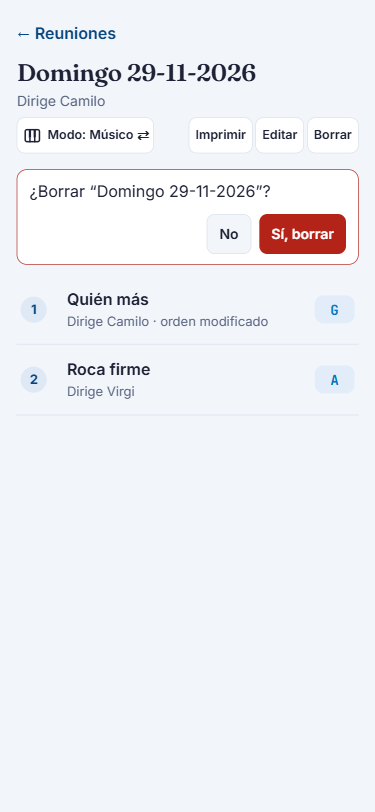 ← Reuniones
Domingo 29-11-2026
Dirige Camilo
Modo: Músico ⇄
Imprimir
Editar
Borrar
¿Borrar “Domingo 29-11-2026”?
No
Sí, borrar
1
Quién más
G
Dirige Camilo · orden modificado
2
Roca firme
A
Dirige Virgi